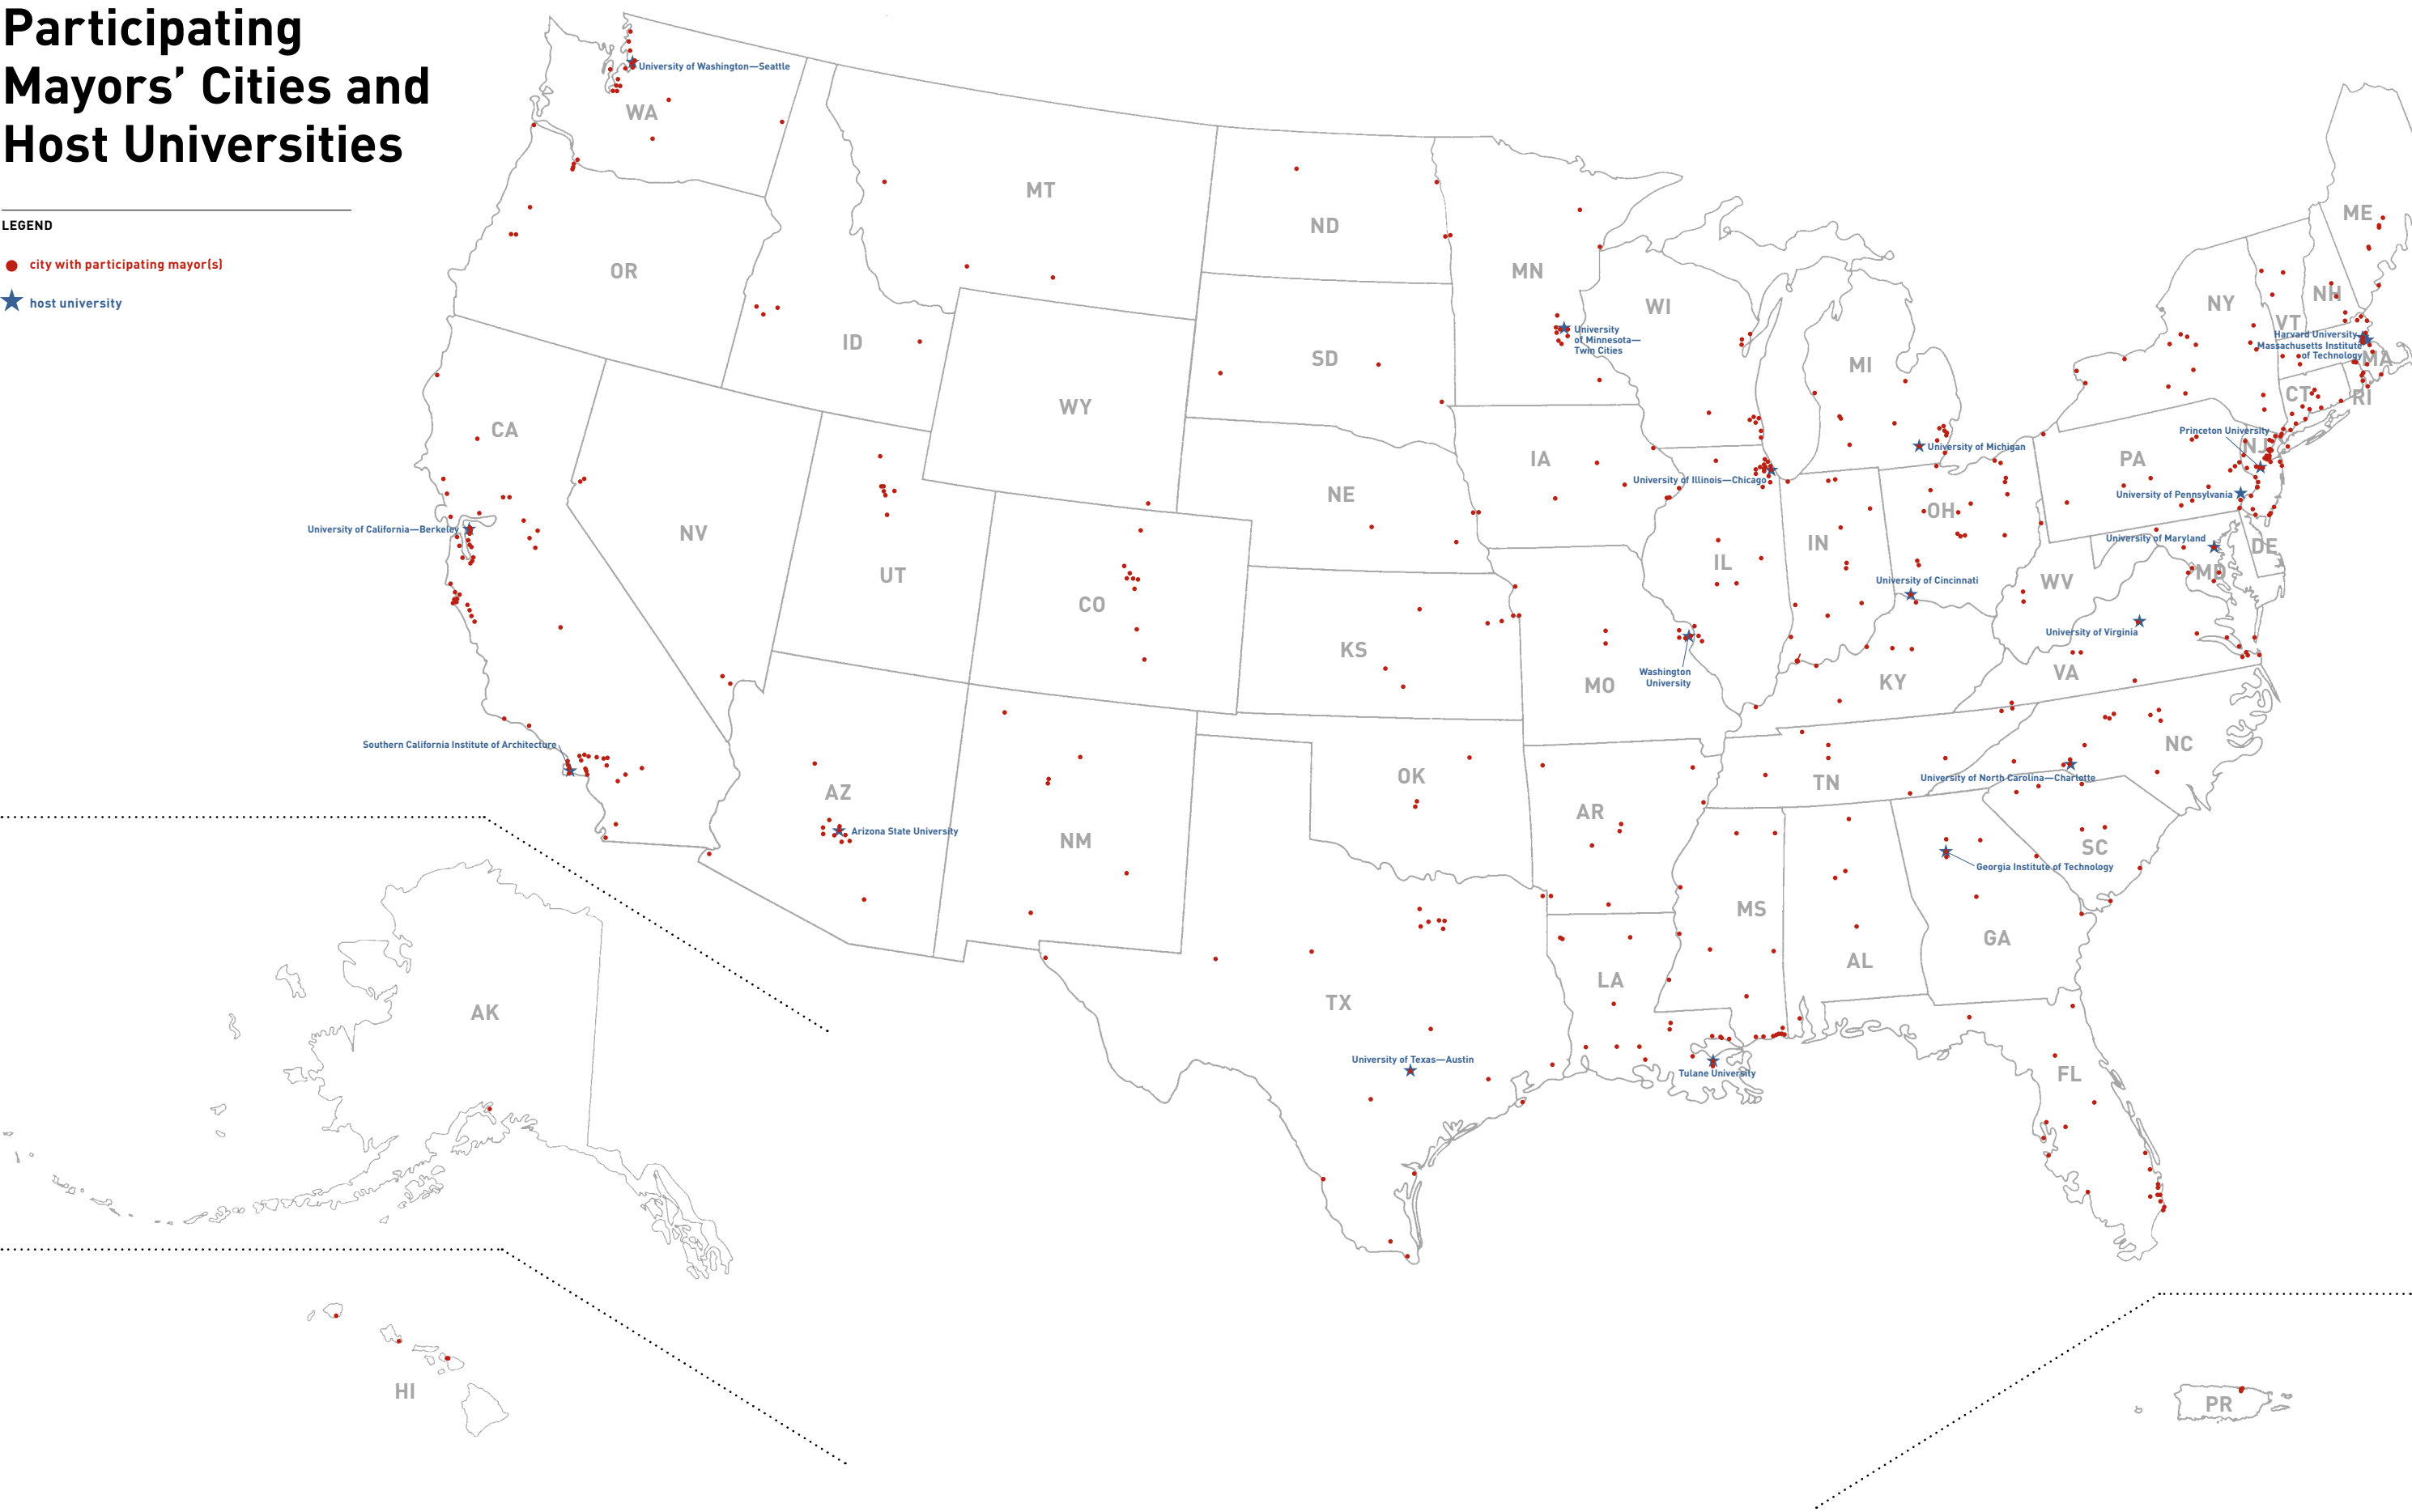 Participating
Mayors’ Cities and
Host Universities
LEGEND
city with participating mayor(s)
host university
University of Washington—Seattle
WA
MT
ND
ME
OR
MN
NH
NY
WI
VT
ID
SD
University
of Minnesota—
Twin Cities
Harvard University
Massachusetts Institute
of Technology
MA
MI
CT
RI
WY
CA
Princeton University
NJ
University of Michigan
IA
PA
University of Illinois—Chicago
NE
University of Pennsylvania
OH
University of California—Berkeley
NV
University of Maryland
DE
IN
IL
UT
MD
WV
University of Cincinnati
CO
University of Virginia
KS
Washington
University
MO
KY
VA
Southern California Institute of Architecture
NC
OK
University of North Carolina—Charlotte
TN
AZ
AR
Arizona State University
NM
SC
Georgia Institute of Technology
MS
GA
AL
LA
TX
AK
University of Texas—Austin
Tulane University
FL
HI
PR